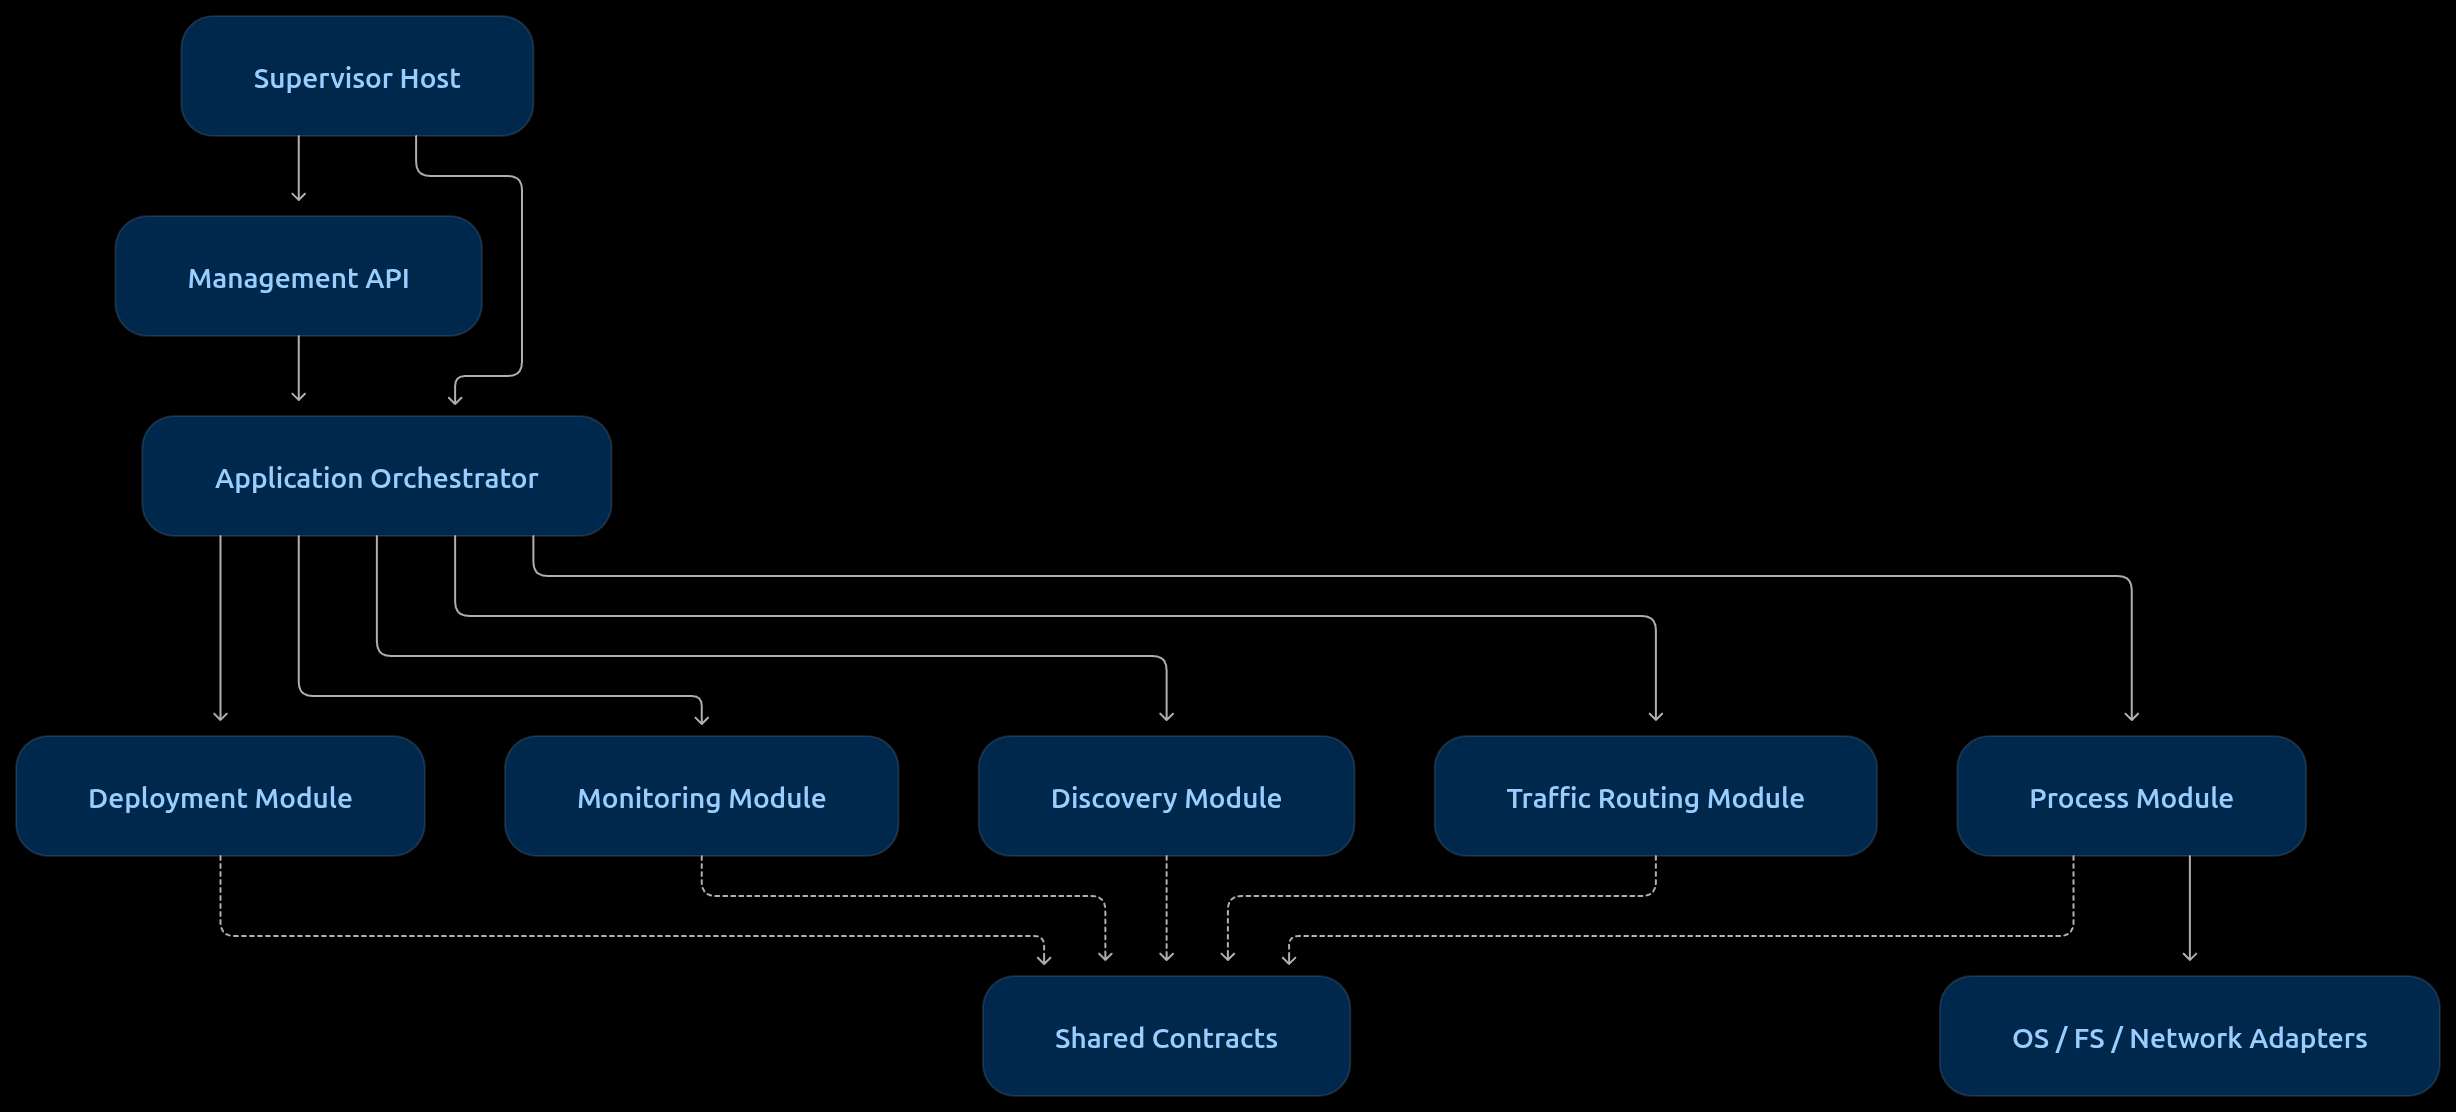 Supervisor Host
Management API
Application Orchestrator
Deployment Module
Monitoring Module
Discovery Module
Traffic Routing Module
Process Module
Shared Contracts
OS / FS / Network Adapters